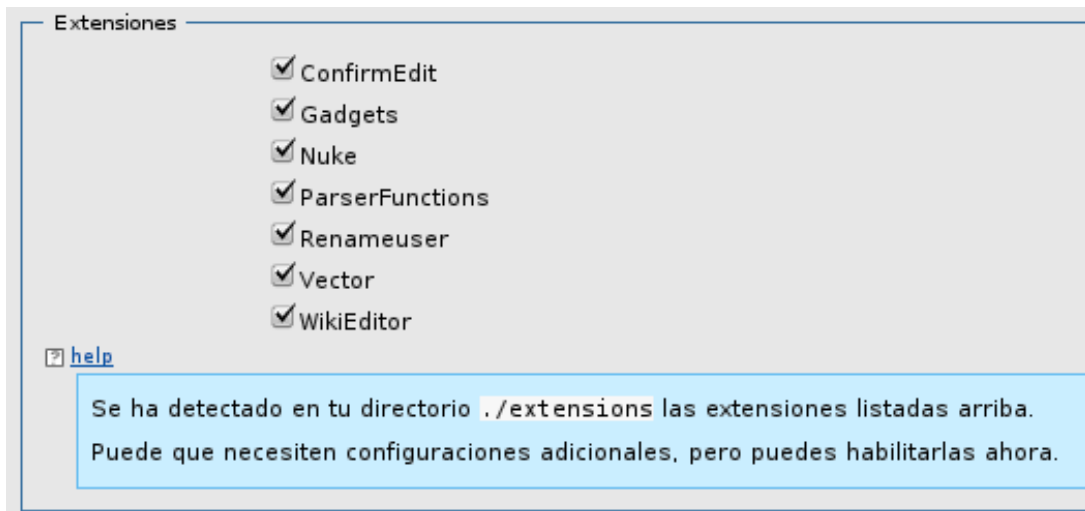 Extensiones
ConfirmEdit
Gadgets
Nuke
ParserFunctions
Renameuser
Vector
WikiEditor
? help
Se ha detectado en tu directorio ./extensions las extensiones listadas arriba.
Puede que necesiten configuraciones adicionales, pero puedes habilitarlas ahora.